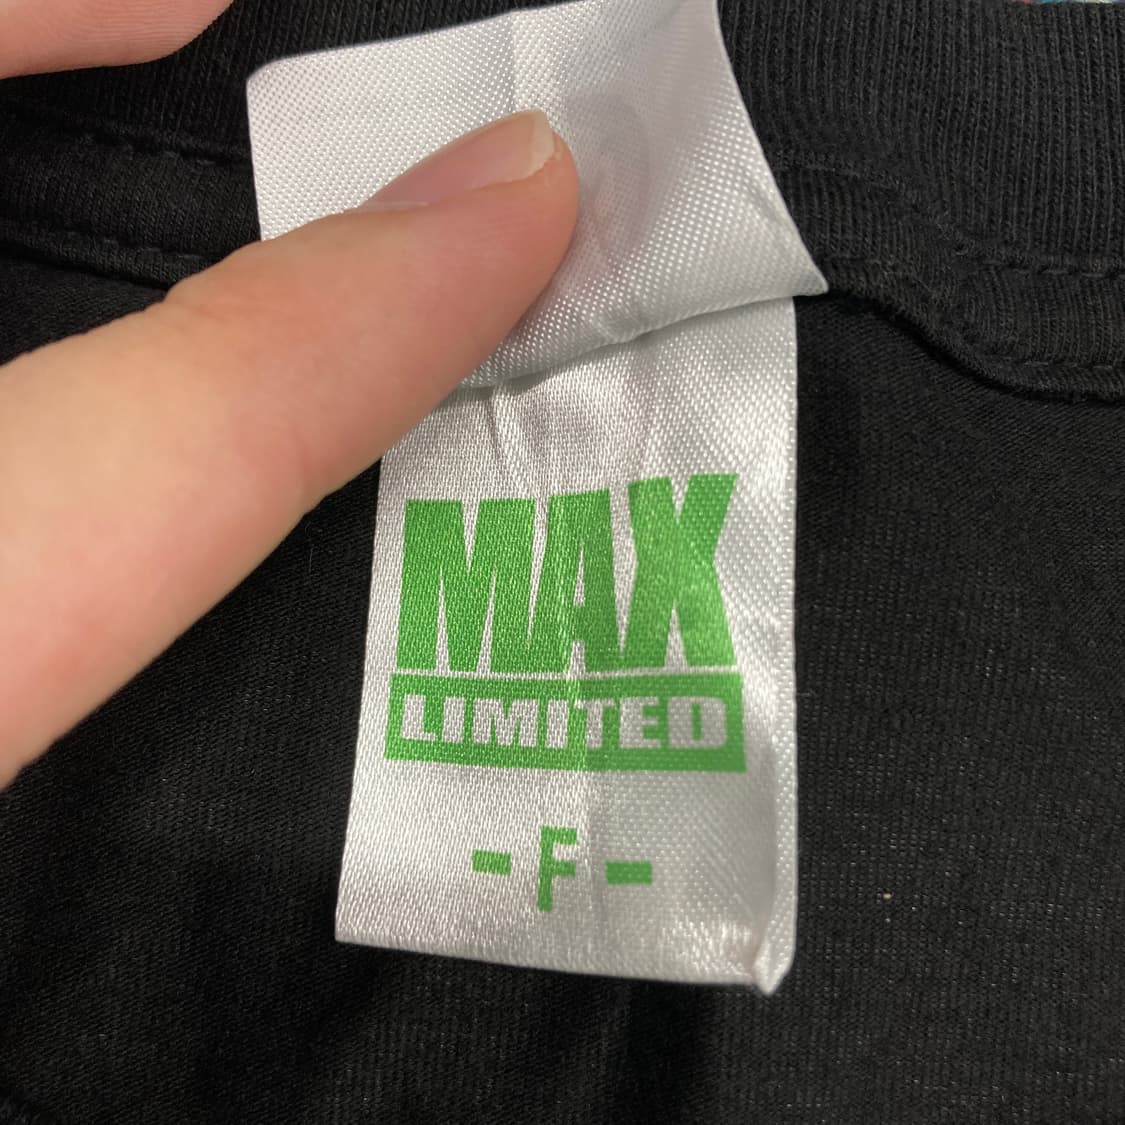 MAX
LIMITED
- F -